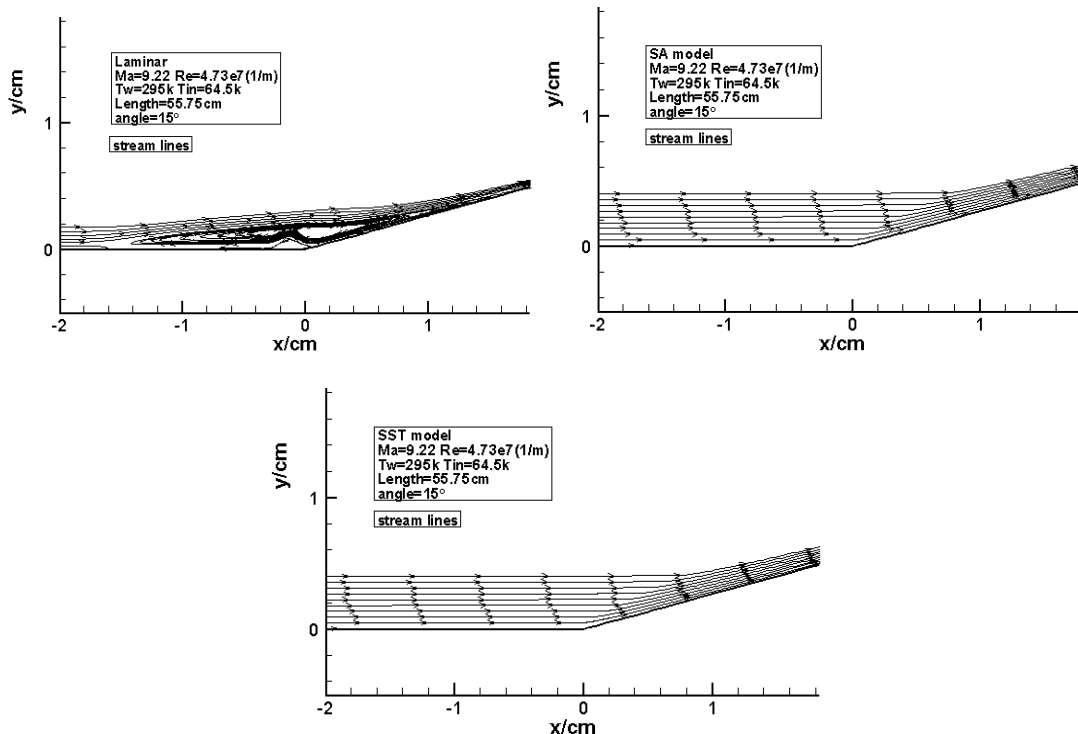 y/cm
1
0
Laminar
Ma=9.22 Re=4.73e7(1/m)
Tw=295k Tin=64.5k
Length=55.75cm
angle=15°
stream lines
-2
-1
0
1
x/cm
y/cm
1
0
SA model
Ma=9.22 Re=4.73e7(1/m)
Tw=295k Tin=64.5k
Length=55.75cm
angle=15°
stream lines
-2
-1
0
1
x/cm
y/cm
1
0
SST model
Ma=9.22 Re=4.73e7(1/m)
Tw=295k Tin=64.5k
Length=55.75cm
angle=15°
stream lines
-2
-1
0
1
x/cm